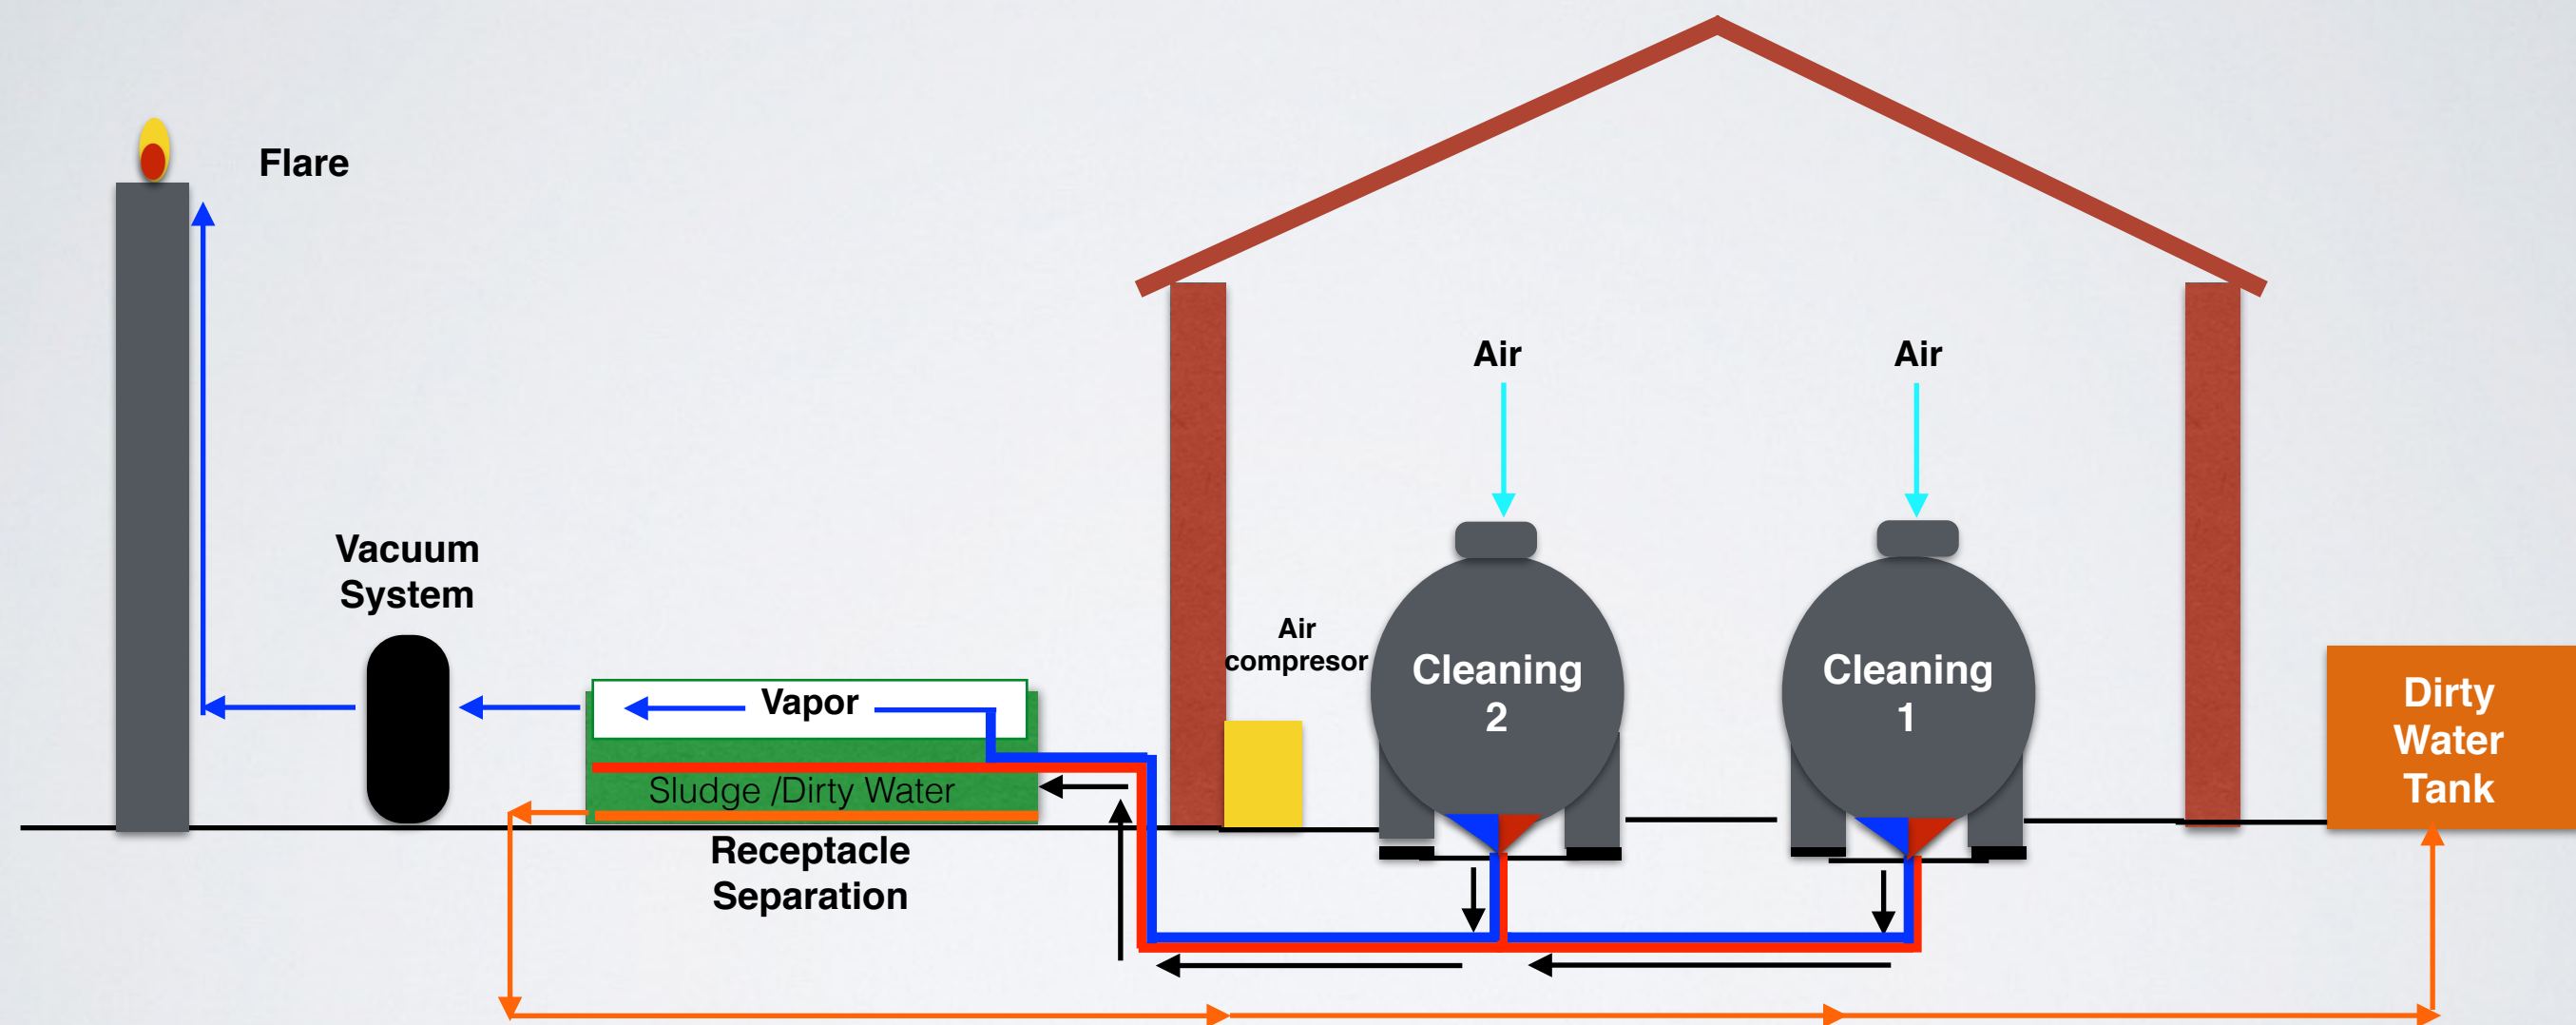 Flare
Air
Air
Vacuum
System
Air
compresor
Cleaning
2
Cleaning
1
Vapor
Sludge /Dirty Water
Receptacle
Separation
Dirty
Water
Tank